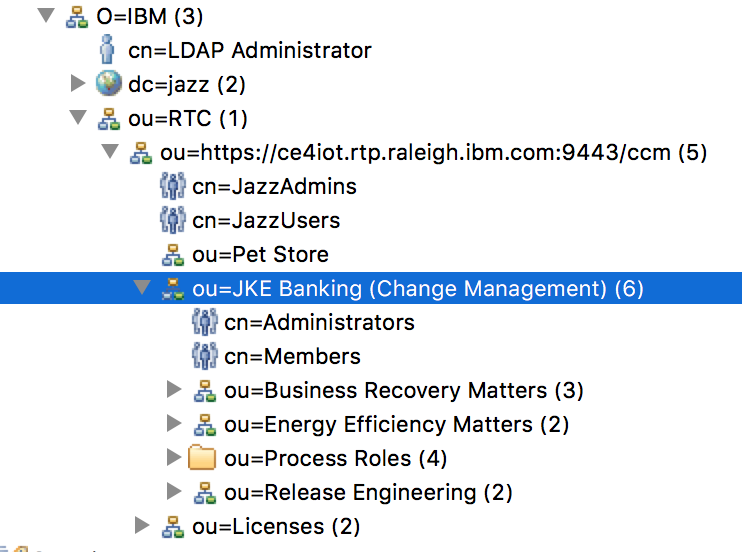 O=IBM (3)
cn=LDAP Administrator
dc=jazz (2)
ou=RTC (1)
ou=https://ce4iot.rtp.raleigh.ibm.com:9443/ccm (5)
cn=JazzAdmins
cn=JazzUsers
ou=Pet Store
ou=JKE Banking (Change Management) (6)
cn=Administrators
cn=Members
ou=Business Recovery Matters (3)
ou=Energy Efficiency Matters (2)
ou=Process Roles (4)
ou=Release Engineering (2)
ou=Licenses (2)